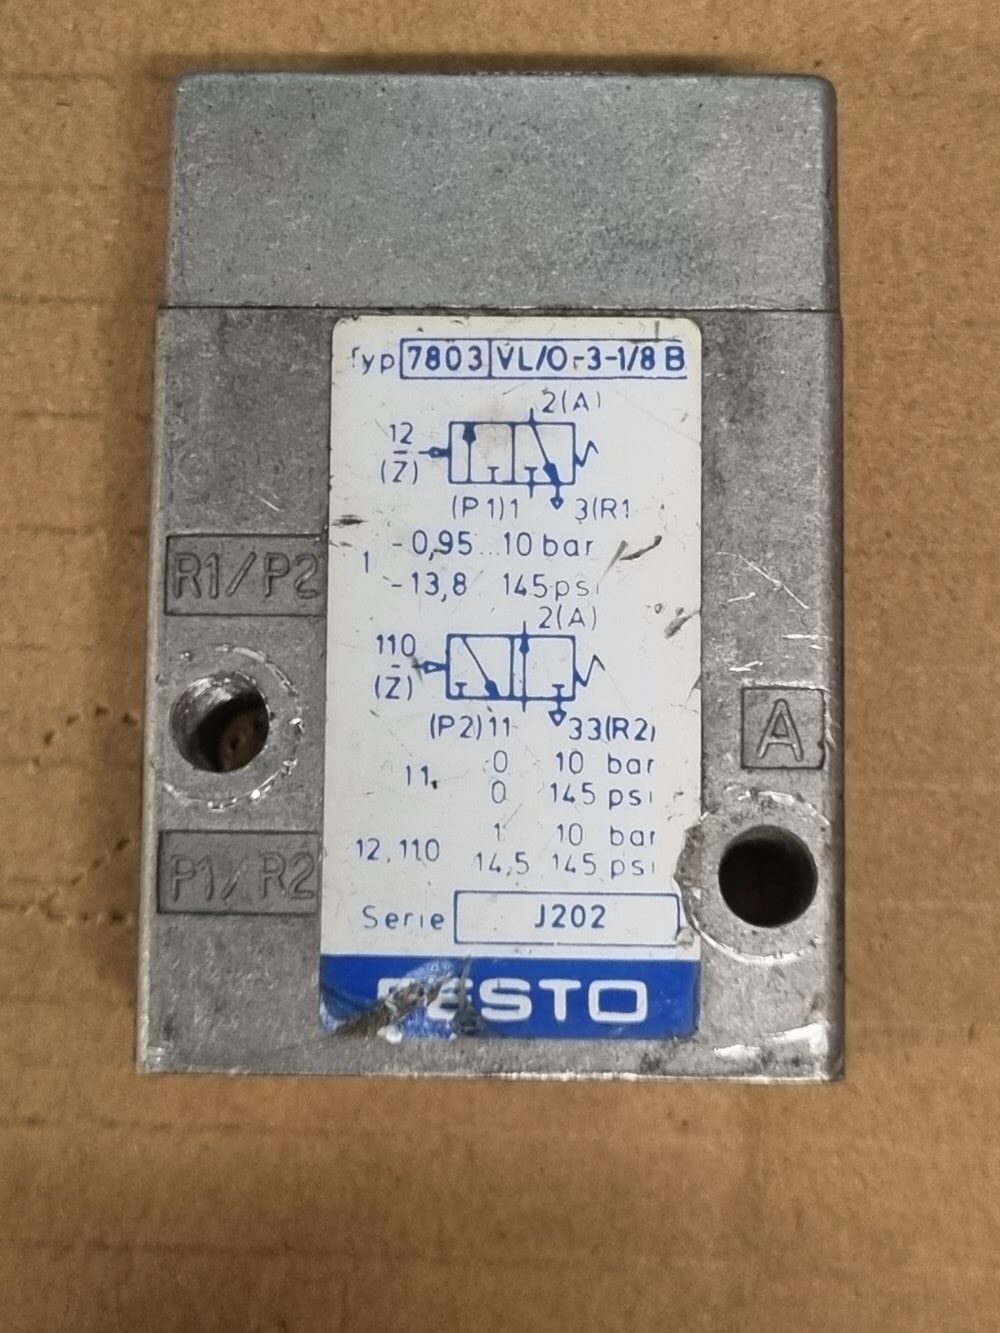 Typ 7803 VL/O-3-1/8 B
2(A)
12
(Z)
(P1)1 3(R1
1 -0,95...10 bar
-13,8 145 psi
2(A)
110
(Z)
(P2)11 33(R2)
11. 0 10 bar
0 145 psi
12,110 1 10 bar
14,5 145 psi
Serie J202
FESTO
R1/P2
P1/R2
A